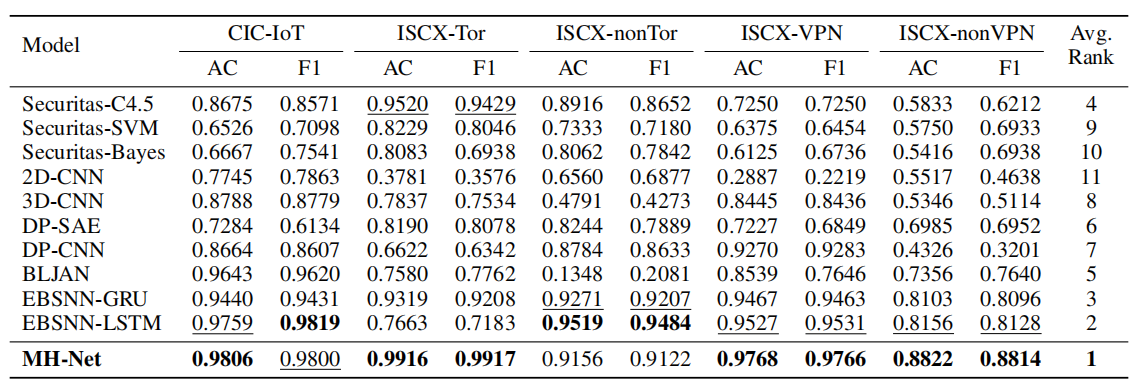 Model CIC-IoT ISCX-Tor ISCX-nonTor ISCX-VPN ISCX-nonVPN Avg. Rank
AC F1 AC F1 AC F1 AC F1 AC F1
Securitas-C4.5 0.8675 0.8571 0.9520 0.9429 0.8916 0.8652 0.7250 0.7250 0.5833 0.6212 4
Securitas-SVM 0.6526 0.7098 0.8229 0.8046 0.7333 0.7180 0.6375 0.6454 0.5750 0.6933 9
Securitas-Bayes 0.6667 0.7541 0.8083 0.6938 0.8062 0.7842 0.6125 0.6736 0.5416 0.6938 10
2D-CNN 0.7745 0.7863 0.3781 0.3576 0.6560 0.6877 0.2887 0.2219 0.5517 0.4638 11
3D-CNN 0.8788 0.8779 0.7837 0.7534 0.4791 0.4273 0.8445 0.8436 0.5346 0.5114 8
DP-SAE 0.7284 0.6134 0.8190 0.8078 0.8244 0.7889 0.7227 0.6849 0.6985 0.6952 6
DP-CNN 0.8664 0.8607 0.6622 0.6342 0.8784 0.8633 0.9270 0.9283 0.4326 0.3201 7
BLJAN 0.9643 0.9620 0.7580 0.7762 0.1348 0.2081 0.8539 0.7646 0.7356 0.7640 5
EBSNN-GRU 0.9440 0.9431 0.9319 0.9208 0.9271 0.9207 0.9467 0.9463 0.8103 0.8096 3
EBSNN-LSTM 0.9759 0.9819 0.7663 0.7183 0.9519 0.9484 0.9527 0.9531 0.8156 0.8128 2
MH-Net 0.9806 0.9800 0.9916 0.9917 0.9156 0.9122 0.9768 0.9766 0.8822 0.8814 1